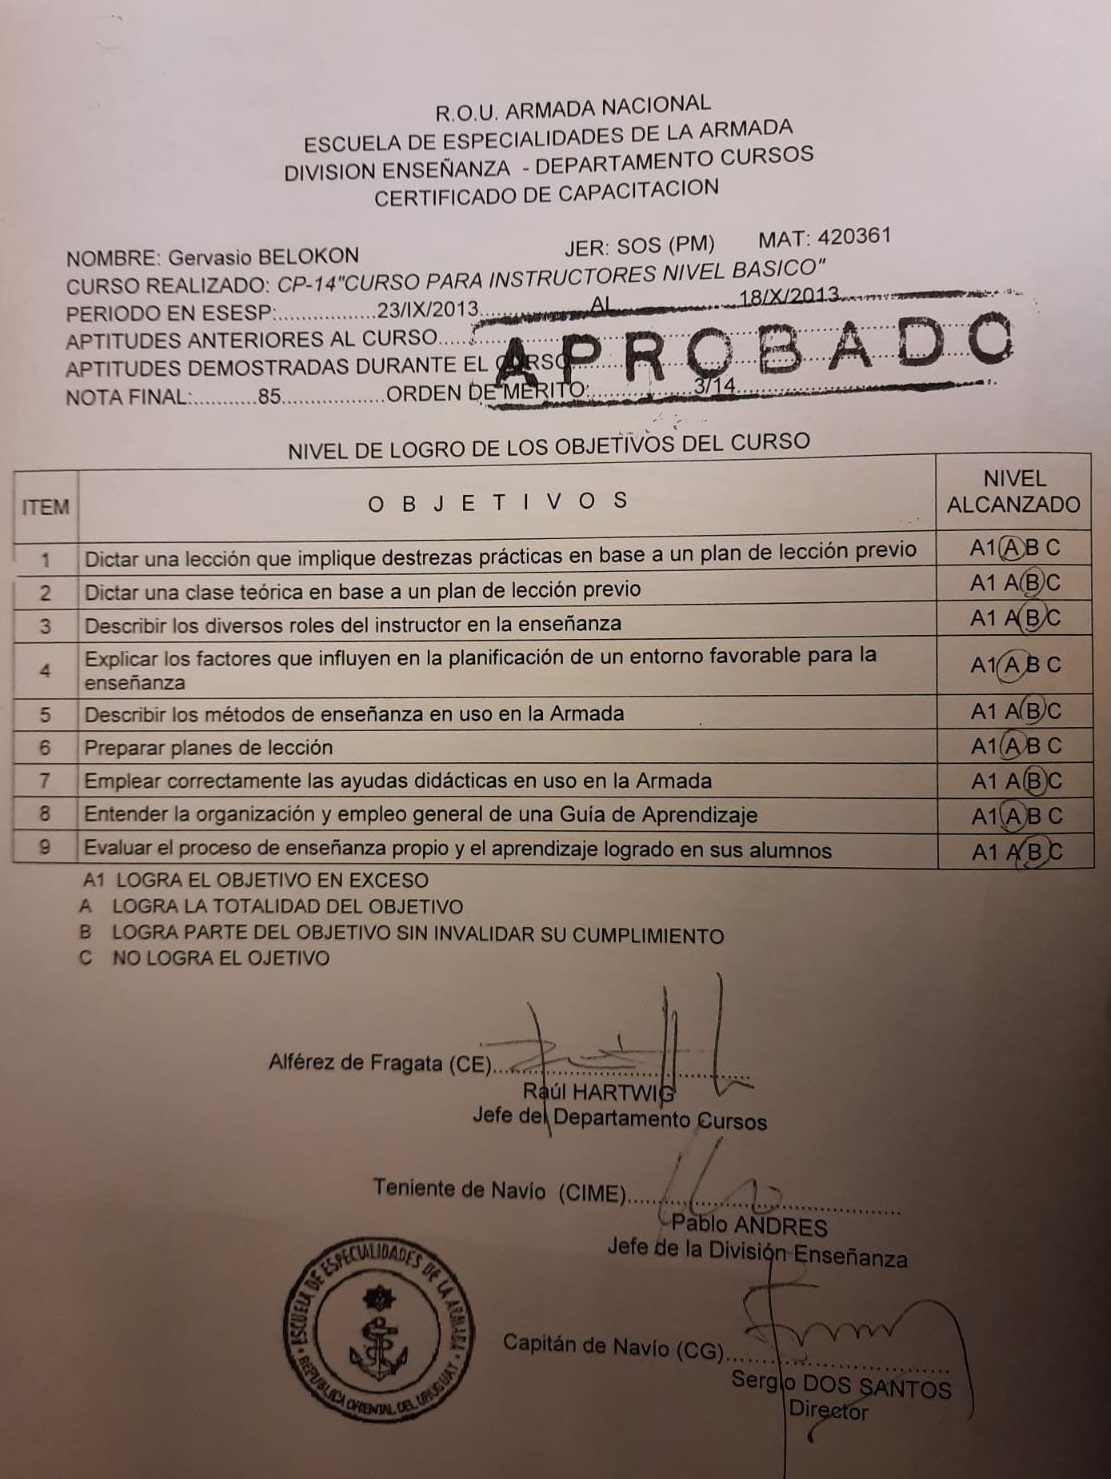 R.O.U. ARMADA NACIONAL
ESCUELA DE ESPECIALIDADES DE LA ARMADA
DIVISION ENSEÑANZA - DEPARTAMENTO CURSOS
CERTIFICADO DE CAPACITACION
NOMBRE: Gervasio BELOKON JER: SOS (PM) MAT: 420361
CURSO REALIZADO: CP-14"CURSO PARA INSTRUCTORES NIVEL BASICO"
PERIODO EN ESESP:................23/IX/2013...............AL...............18/X/2013...............
APTITUDES ANTERIORES AL CURSO.....
APROBADO
APTITUDES DEMOSTRADAS DURANTE EL CURSO
NOTA FINAL:..........85.................ORDEN DE MERITO:................3/14................
NIVEL DE LOGRO DE LOS OBJETIVOS DEL CURSO
ITEM O B J E T I V O S NIVEL ALCANZADO
1 Dictar una lección que implique destrezas prácticas en base a un plan de lección previo A1 A B C
2 Dictar una clase teórica en base a un plan de lección previo A1 A B C
3 Describir los diversos roles del instructor en la enseñanza A1 A B C
4 Explicar los factores que influyen en la planificación de un entorno favorable para la A1 A B C
enseñanza
5 Describir los métodos de enseñanza en uso en la Armada A1 A B C
6 Preparar planes de lección A1 A B C
7 Emplear correctamente las ayudas didácticas en uso en la Armada A1 A B C
8 Entender la organización y empleo general de una Guía de Aprendizaje A1 A B C
9 Evaluar el proceso de enseñanza propio y el aprendizaje logrado en sus alumnos A1 A B C
A1 LOGRA EL OBJETIVO EN EXCESO
A LOGRA LA TOTALIDAD DEL OBJETIVO
B LOGRA PARTE DEL OBJETIVO SIN INVALIDAR SU CUMPLIMIENTO
C NO LOGRA EL OJETIVO
Alférez de Fragata (CE)...............
Raúl HARTWIG
Jefe del Departamento Cursos
Teniente de Navío (CIME)...............
Pablo ANDRES
Jefe de la División Enseñanza
Capitán de Navío (CG)...............
Sergio DOS SANTOS
Director
ESCUELA DE ESPECIALIDADES DE LA ARMADA
REPUBLICA ORIENTAL DEL URUGUAY